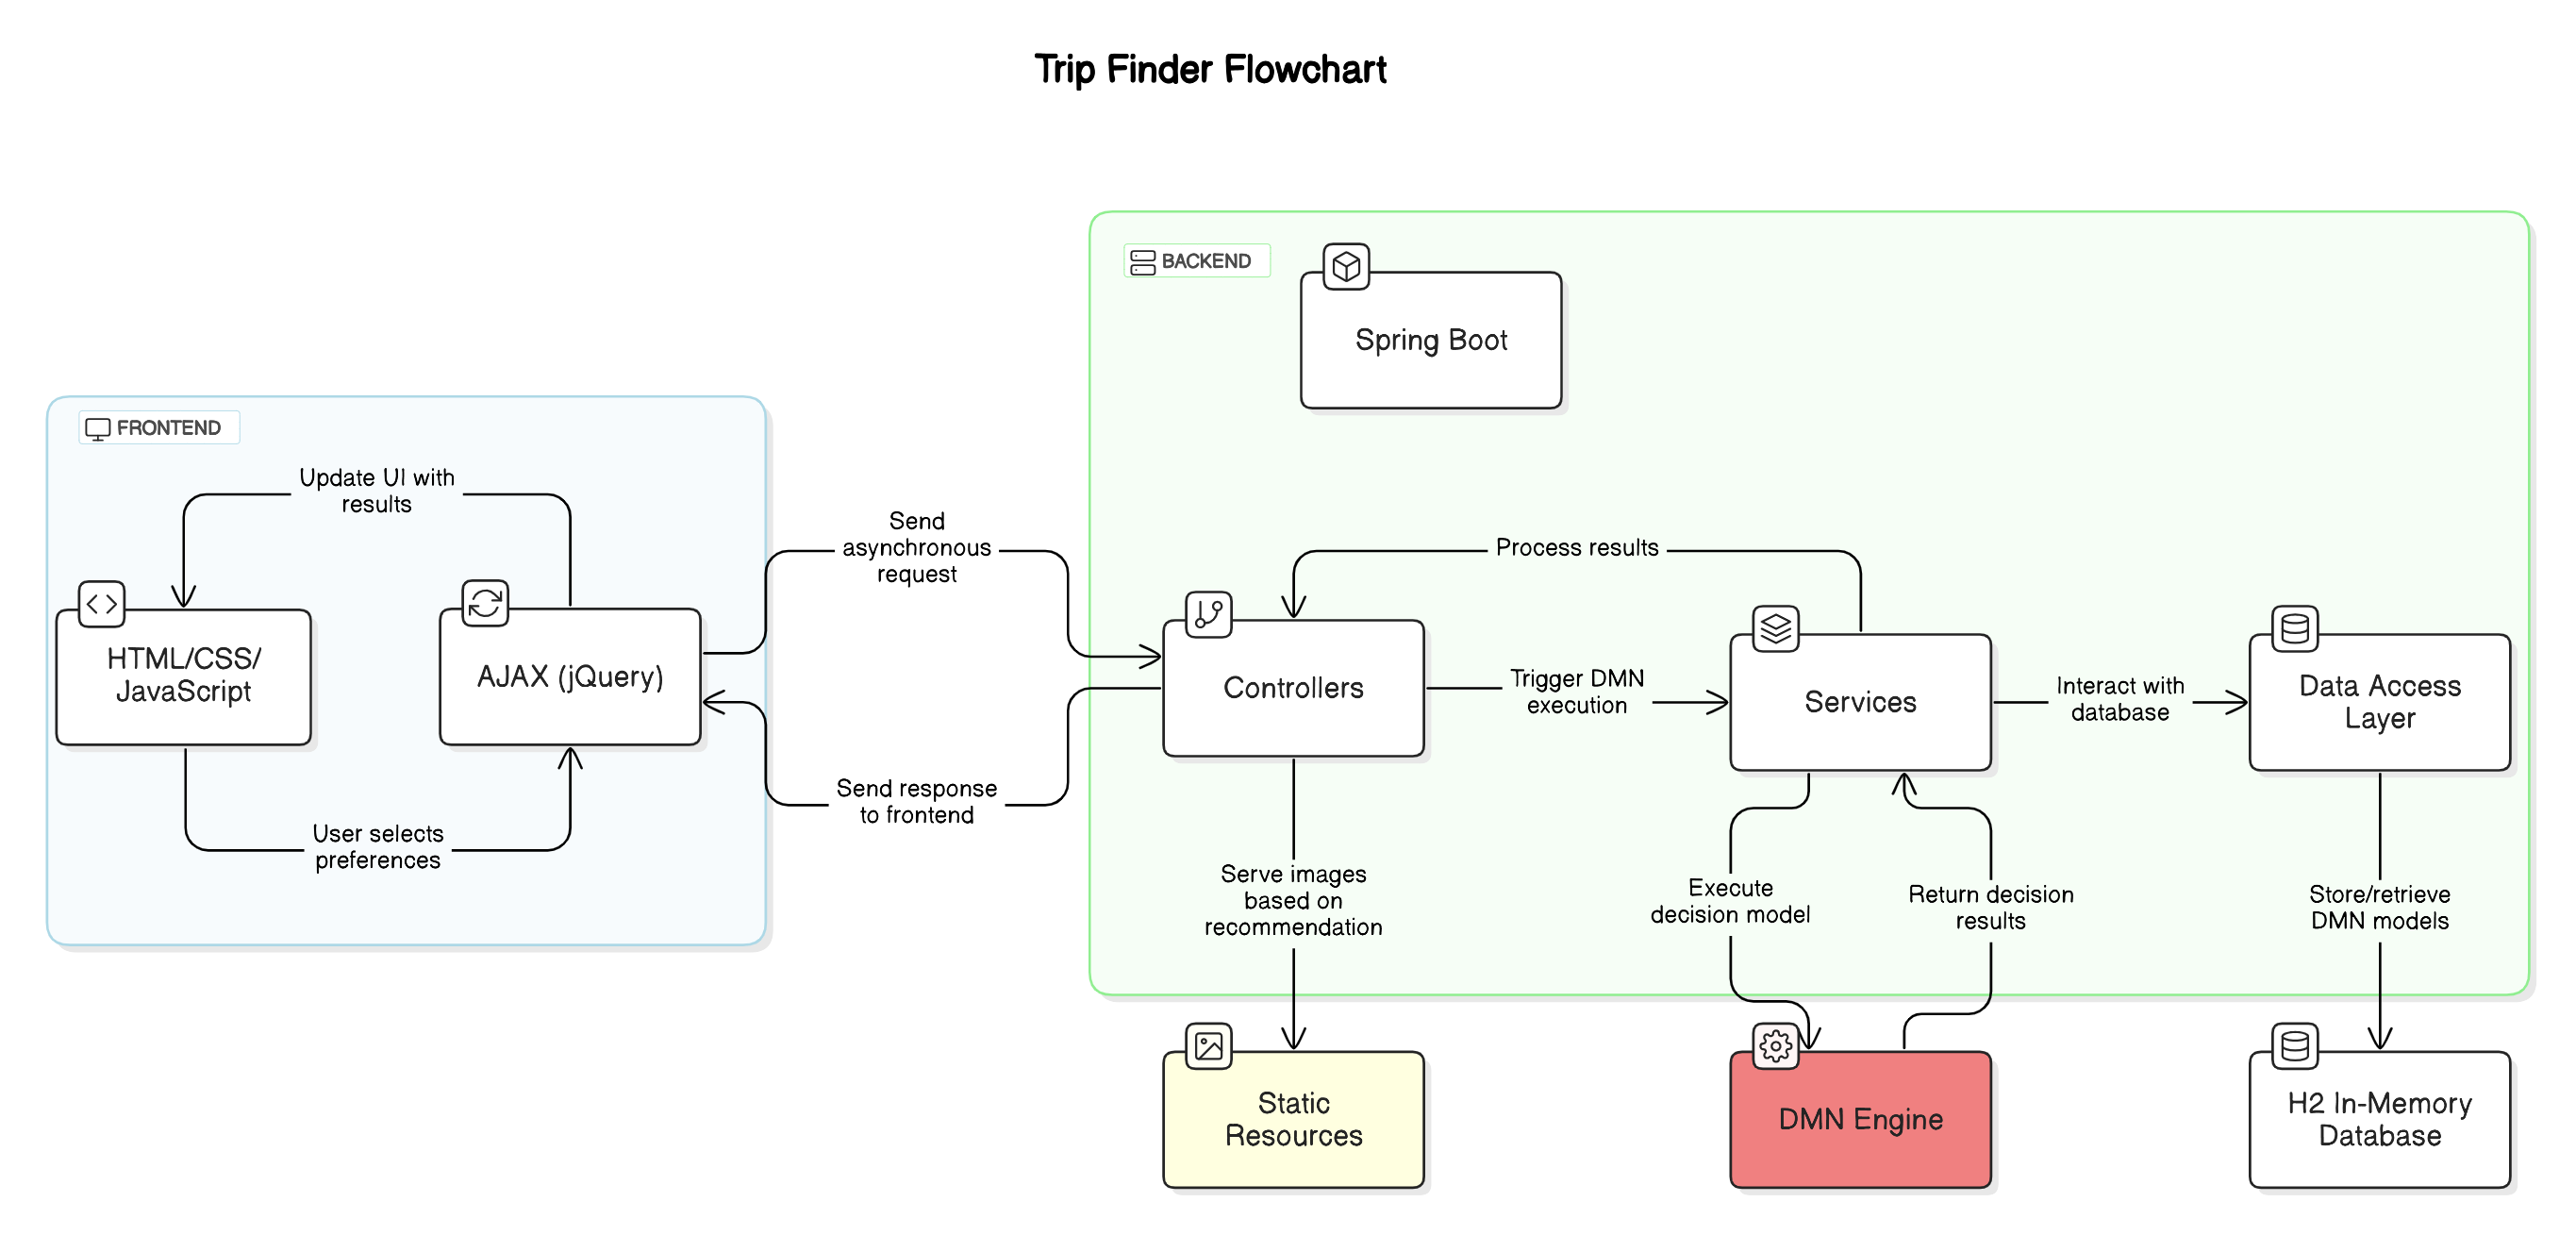 Trip Finder Flowchart
BACKEND
Spring Boot
FRONTEND
Update UI with
results
Send
asynchronous
request
Process results
HTML/CSS/
JavaScript
AJAX (jQuery)
Controllers
Trigger DMN
execution
Services
Interact with
database
Data Access
Layer
User selects
preferences
Send response
to frontend
Serve images
based on
recommendation
Execute
decision model
Return decision
results
Store/retrieve
DMN models
Static
Resources
DMN Engine
H2 In-Memory
Database